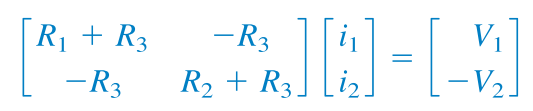 [ R₁ + R₃ −R₃ ] [ i₁ ] = [ V₁ ]
[ −R₃ R₂ + R₃ ] [ i₂ ] [ −V₂ ]